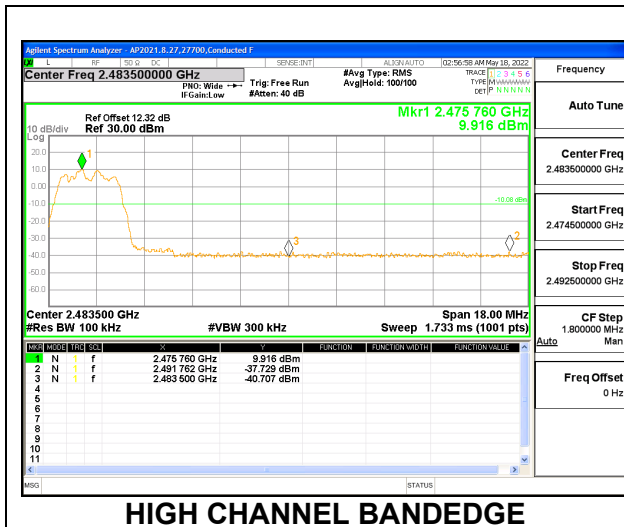 Agilent Spectrum Analyzer - AP2021.8.27,27700,Conducted F
L RF 50 Ω DC SENSE:INT ALIGN AUTO 02:56:58 AM May 18, 2022
Center Freq 2.483500000 GHz
PNO: Wide
IFGain:Low
Trig: Free Run
#Atten: 40 dB
#Avg Type: RMS
Avg|Hold: 100/100
TRACE 1 2 3 4 5 6
TYPE M
DET P N N N N N
Frequency
Auto Tune
Center Freq
2.483500000 GHz
Start Freq
2.474500000 GHz
Stop Freq
2.492500000 GHz
CF Step
1.800000 MHz
Auto Man
Freq Offset
0 Hz
Mkr1 2.475 760 GHz
9.916 dBm
Ref Offset 12.32 dB
10 dB/div Ref 30.00 dBm
Log
20.0
10.0
0.00
-10.0
-20.0
-30.0
-40.0
-50.0
-60.0
1
-10.08 dBm
2
3
Center 2.483500 GHz Span 18.00 MHz
#Res BW 100 kHz #VBW 300 kHz Sweep 1.733 ms (1001 pts)
MKR MODE TRC SCL X Y FUNCTION FUNCTION WIDTH FUNCTION VALUE
1 N 1 f 2.475 760 GHz 9.916 dBm
2 N 1 f 2.491 762 GHz -37.729 dBm
3 N 1 f 2.483 500 GHz -40.707 dBm
4
5
6
7
8
9
10
11
MSG STATUS
HIGH CHANNEL BANDEDGE